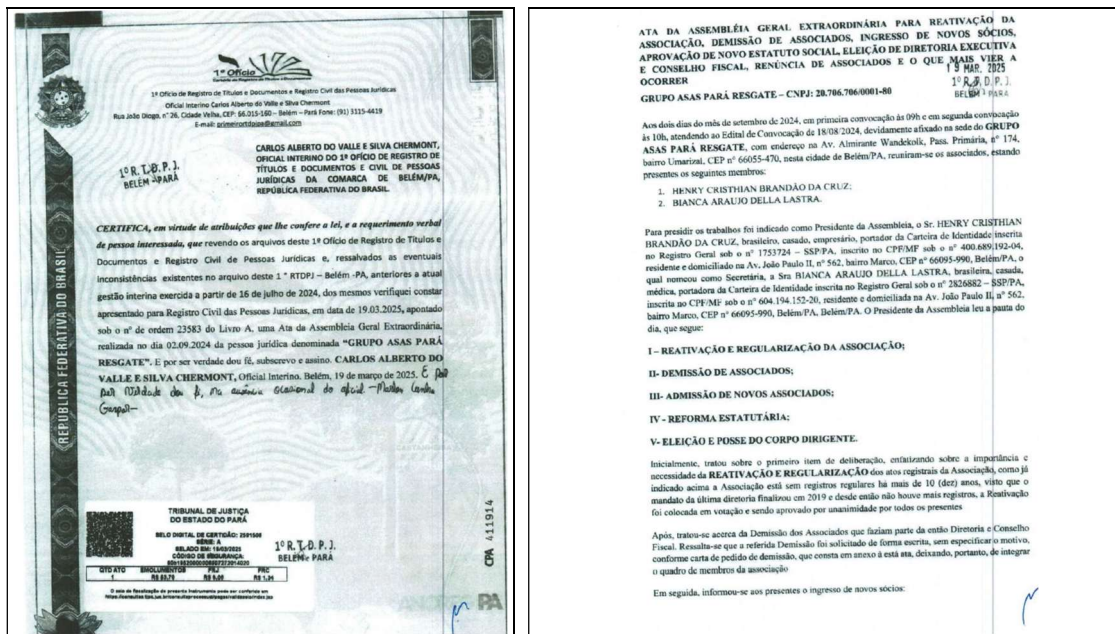 1º Ofício
1º Ofício de Registro de Títulos e Documentos e Registro Civil das Pessoas Jurídicas
Oficial Interino Carlos Alberto do Valle e Silva Chermont
Rua João Diogo, nº 26, Cidade Velha, CEP: 66.015-160 – Belém – Pará Fone: (91) 3315-4419
E-mail: primeirortdpjpa@gmail.com
CARLOS ALBERTO DO VALLE E SILVA CHERMONT,
OFICIAL INTERINO DO 1º OFÍCIO DE REGISTRO DE
TÍTULOS E DOCUMENTOS E CIVIL DE PESSOAS
JURÍDICAS DA COMARCA DE BELÉM/PA,
REPÚBLICA FEDERATIVA DO BRASIL.
1º R.T.D.P.J.
BELÉM-PARÁ
CERTIFICA, em virtude de atribuições que lhe confere a lei, e a requerimento verbal
de pessoa interessada, que revendo os arquivos deste 1º Ofício de Registro de Títulos e
Documentos e Registro Civil de Pessoas Jurídicas e, ressalvados as eventuais
inconsistências existentes no arquivo deste 1 ° RTDPJ – Belém -PA, anteriores a atual
gestão interina exercida a partir de 16 de julho de 2024, dos mesmos verifiquei constar
apresentado para Registro Civil das Pessoas Jurídicas, em data de 19.03.2025, apontado
sob o nº de ordem 23583 do Livro A, uma Ata da Assembleia Geral Extraordinária,
realizada no dia 02.09.2024 da pessoa jurídica denominada “GRUPO ASAS PARÁ
RESGATE”. E por ser verdade dou fé, subscrevo e assino. CARLOS ALBERTO DO
VALLE E SILVA CHERMONT, Oficial Interino. Belém, 19 de março de 2025. E por
ser verdade dou fé, na ausência ocasional do oficial
REPÚBLICA FEDERATIVA DO BRASIL
TRIBUNAL DE JUSTIÇA
DO ESTADO DO PARÁ
SÉRIE: A
SELADO EM: 19/03/2025
CÓDIGO DE SEGURANÇA:
QTD ATO EMOLUMENTOS FRJ FRC
1
1º R.T.D.P.J.
BELÉM-PARÁ
CPA 411914
PA
ATA DA ASSEMBLÉIA GERAL EXTRAORDINÁRIA PARA REATIVAÇÃO DA
ASSOCIAÇÃO, DEMISSÃO DE ASSOCIADOS, INGRESSO DE NOVOS SÓCIOS,
APROVAÇÃO DE NOVO ESTATUTO SOCIAL, ELEIÇÃO DE DIRETORIA EXECUTIVA
E CONSELHO FISCAL, RENÚNCIA DE ASSOCIADOS E O QUE MAIS VIER A
OCORRER
19 MAR. 2025
1º R.T.D.P.J.
BELÉM-PARÁ
GRUPO ASAS PARÁ RESGATE – CNPJ: 20.706.706/0001-80
Aos dois dias do mês de setembro de 2024, em primeira convocação às 09h e em segunda convocação
às 10h, atendendo ao Edital de Convocação de 18/08/2024, devidamente afixado na sede do GRUPO
ASAS PARÁ RESGATE, com endereço na Av. Almirante Wandekolk, Pass. Primária, nº 174,
bairro Umarizal, CEP nº 66055-470, nesta cidade de Belém/PA, reuniram-se os associados, estando
presentes os seguintes membros:
1. HENRY CRISTHIAN BRANDÃO DA CRUZ;
2. BIANCA ARAUJO DELLA LASTRA.
Para presidir os trabalhos foi indicado como Presidente da Assembleia, o Sr. HENRY CRISTHIAN
BRANDÃO DA CRUZ, brasileiro, casado, empresário, portador da Carteira de Identidade inscrita
no Registro Geral sob o nº 1753724 – SSP/PA, inscrito no CPF/MF sob o nº 400.689.192-04,
residente e domiciliado na Av. João Paulo II, nº 562, bairro Marco, CEP nº 66095-990, Belém/PA, o
qual nomeou como Secretária, a Sra BIANCA ARAUJO DELLA LASTRA, brasileira, casada,
médica, portadora da Carteira de Identidade inscrita no Registro Geral sob o nº 2826882 – SSP/PA,
inscrita no CPF/MF sob o nº 604.194.152-20, residente e domiciliada na Av. João Paulo II, nº 562,
bairro Marco, CEP nº 66095-990, Belém/PA, Belém/PA. O Presidente da Assembleia leu a pauta do
dia, que segue:
I – REATIVAÇÃO E REGULARIZAÇÃO DA ASSOCIAÇÃO;
II- DEMISSÃO DE ASSOCIADOS;
III- ADMISSÃO DE NOVOS ASSOCIADOS;
IV - REFORMA ESTATUTÁRIA;
V- ELEIÇÃO E POSSE DO CORPO DIRIGENTE.
Inicialmente, tratou sobre o primeiro item de deliberação, enfatizando sobre a importância e
necessidade da REATIVAÇÃO E REGULARIZAÇÃO dos atos registrais da Associação, como já
indicado acima a Associação está sem registros regulares há mais de 10 (dez) anos, visto que o
mandato da última diretoria finalizou em 2019 e desde então não houve mais registros, a Reativação
foi colocada em votação e sendo aprovado por unanimidade por todos os presentes
Após, tratou-se acerca da Demissão dos Associados que faziam parte da então Diretoria e Conselho
Fiscal. Ressalta-se que a referida Demissão foi solicitado de forma escrita, sem especificar o motivo,
conforme carta de pedido de demissão, que consta em anexo à está ata, deixando, portanto, de integrar
o quadro de membros da associação
Em seguida, informou-se aos presentes o ingresso de novos sócios: